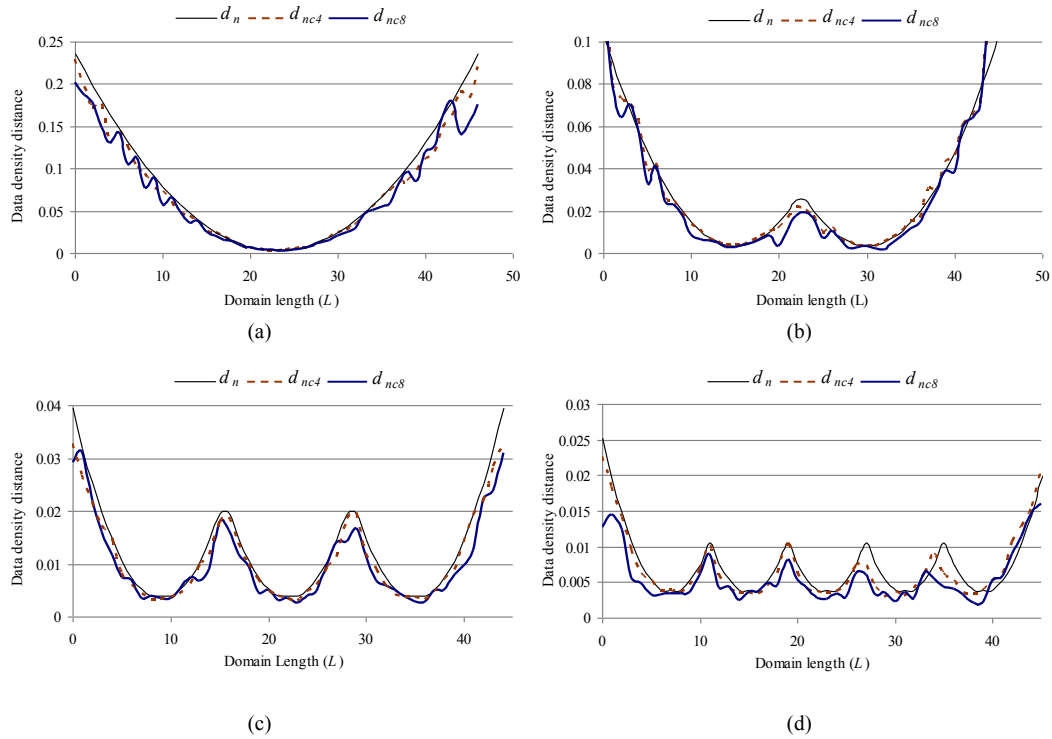 d n d nc4 d nc8
0.25
0.2
0.15
0.1
0.05
0
Data density distance
0 10 20 30 40 50
Domain length (L)
(a)
d n d nc4 d nc8
0.1
0.08
0.06
0.04
0.02
0
Data density distance
0 10 20 30 40 50
Domain length (L)
(b)
d n d nc4 d nc8
0.04
0.03
0.02
0.01
0
Data density distance
0 10 20 30 40
Domain Length (L)
(c)
d n d nc4 d nc8
0.03
0.025
0.02
0.015
0.01
0.005
0
Data density distance
0 10 20 30 40
Domain length (L)
(d)